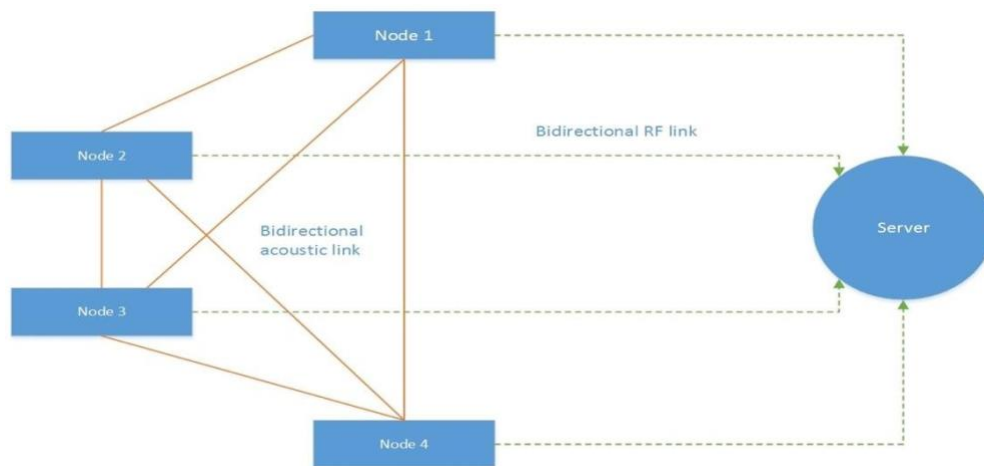 Node 1
Bidirectional RF link
Node 2
Server
Bidirectional
acoustic link
Node 3
Node 4